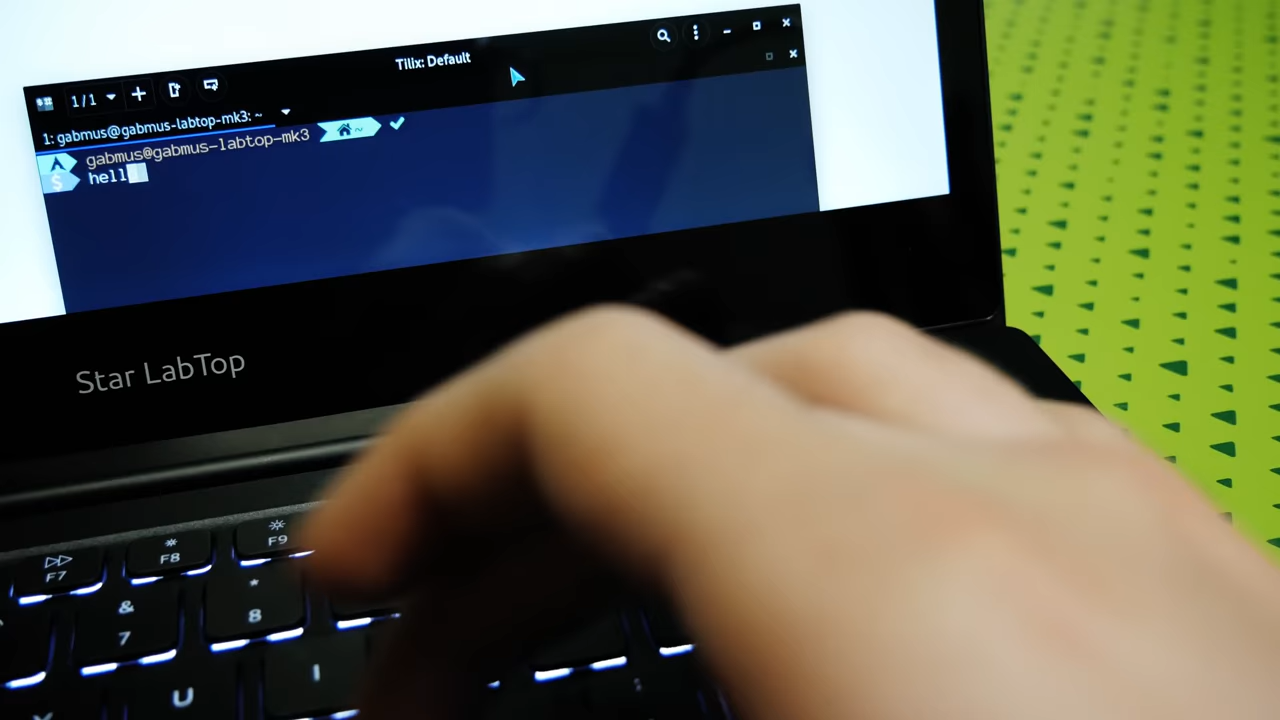 Tilix: Default
1/1
1: gabmus@gabmus-labtop-mk3: ~
gabmus@gabmus-labtop-mk3 ~
$ hell
Star LabTop
F7 F8 F9
& *
7 8
U I